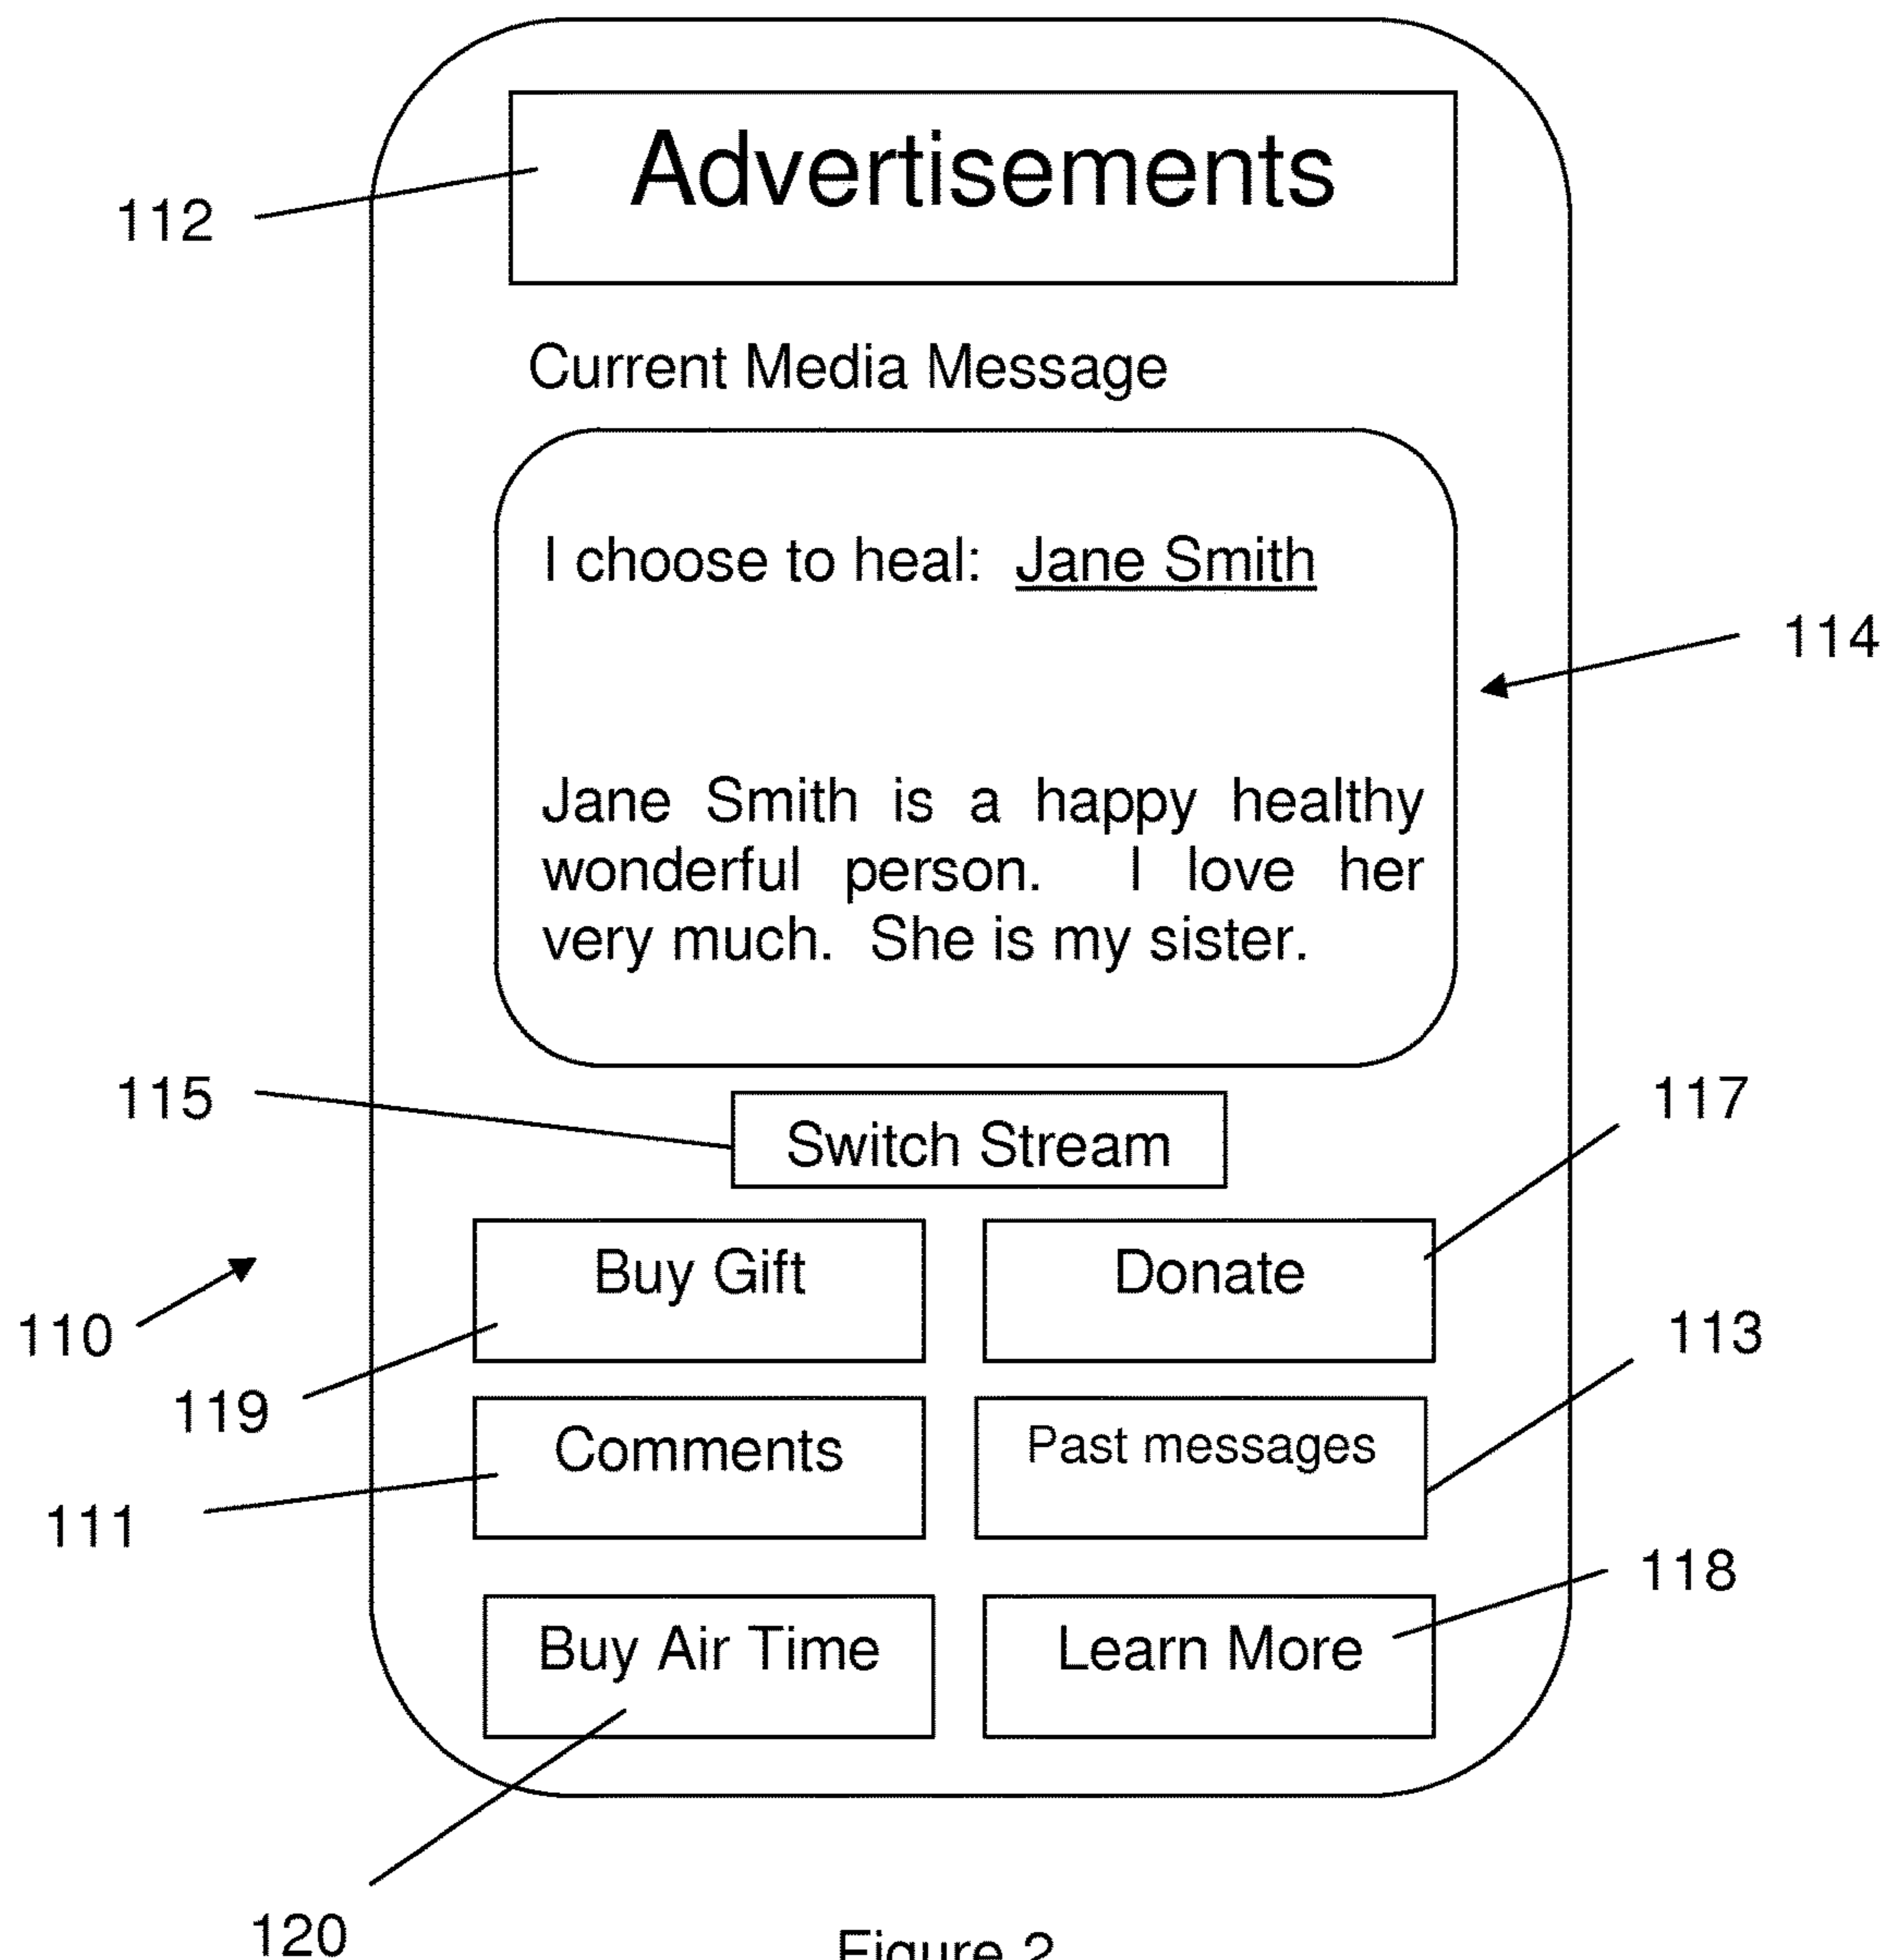 Advertisements
112
Current Media Message
I choose to heal: Jane Smith
114
Jane Smith is a happy healthy
wonderful person. I love her
very much. She is my sister.
115
Switch Stream
117
Buy Gift
Donate
110
119
113
Comments
Past messages
111
118
Buy Air Time
Learn More
120
Figure 2